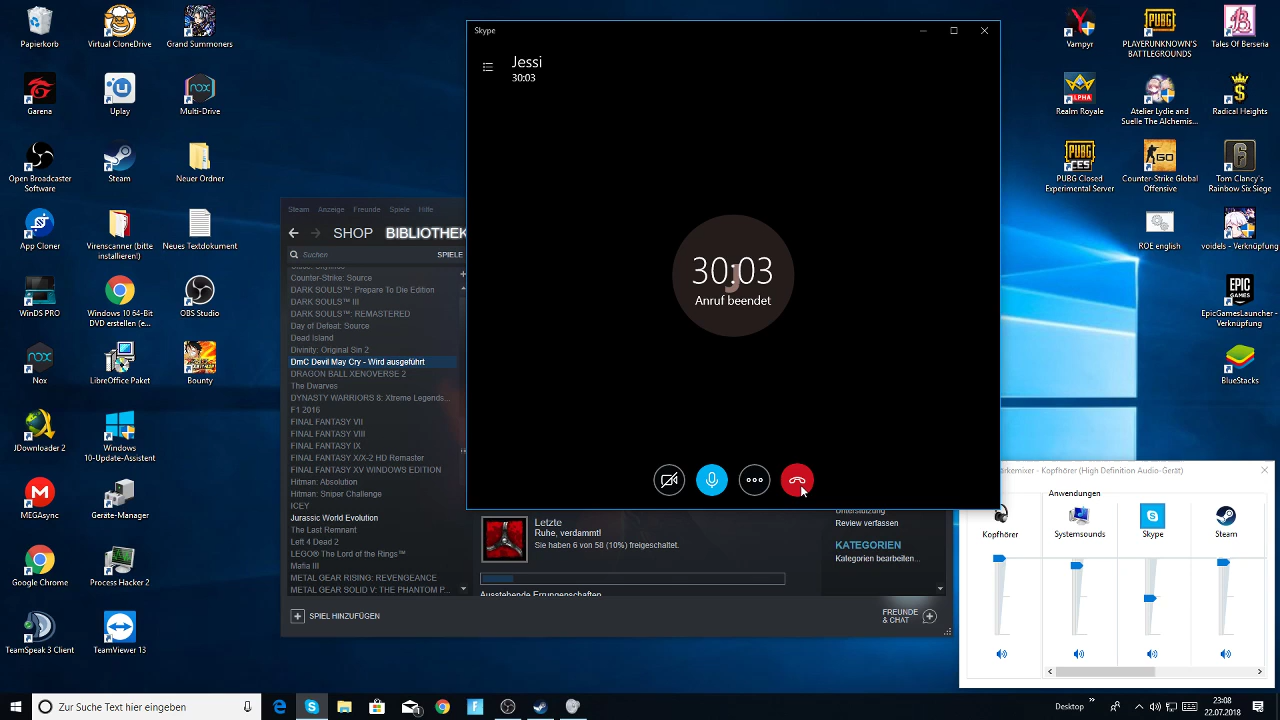 Papierkorb
Virtual CloneDrive
Grand Summoners
Garena
Uplay
Multi-Drive
Open Broadcaster
Software
Steam
Neuer Ordner
App Cloner
Virenscanner (bitte
installieren!)
Neues Textdokument
WinDS PRO
Windows 10 64-Bit
DVD erstellen (e...
OBS Studio
Nox
LibreOffice Paket
Bounty
JDownloader 2
Windows
10-Update-Assistent
MEGAsync
Geräte-Manager
Google Chrome
Process Hacker 2
TeamSpeak 3 Client
TeamViewer 13
Skype
Jessi
30:03
30:03
Anruf beendet
Steam Anzeige Freunde Spiele Hilfe
SHOP BIBLIOTHEK
Suchen SPIELE
Counter-Strike: Source
DARK SOULS™: Prepare To Die Edition
DARK SOULS™ III
DARK SOULS™: REMASTERED
Day of Defeat: Source
Dead Island
Divinity: Original Sin 2
DmC Devil May Cry - Wird ausgeführt
DRAGON BALL XENOVERSE 2
The Dwarves
DYNASTY WARRIORS 8: Xtreme Legends...
F1 2016
FINAL FANTASY VII
FINAL FANTASY VIII
FINAL FANTASY IX
FINAL FANTASY X/X-2 HD Remaster
FINAL FANTASY XV WINDOWS EDITION
Hitman: Absolution
Hitman: Sniper Challenge
ICEY
Jurassic World Evolution
The Last Remnant
Left 4 Dead 2
LEGO® The Lord of the Rings™
Mafia III
METAL GEAR RISING: REVENGEANCE
METAL GEAR SOLID V: THE PHANTOM P...
SPIEL HINZUFÜGEN
Letzte
Ruhe, verdammt!
Sie haben 6 von 58 (10%) freigeschaltet.
Ausstehende Errungenschaften
Unterstützung
Review verfassen
KATEGORIEN
Kategorien bearbeiten...
FREUNDE
& CHAT
Vampyr
PLAYERUNKNOWN'S
BATTLEGROUNDS
Tales Of Berseria
ALPHA
Realm Royale
Atelier Lydie and
Suelle The Alchemis...
Radical Heights
PUBG Closed
Experimental Server
Counter-Strike Global
Offensive
Tom Clancy's
Rainbow Six Siege
ROE english
voidels - Verknüpfung
EpicGamesLauncher -
Verknüpfung
BlueStacks
rkemixer - Kopfhörer (High Definition Audio-Gerät)
Anwendungen
Kopfhörer
Systemsounds
Skype
Steam
Zur Suche Text hier eingeben
Desktop
23:08
22.07.2018